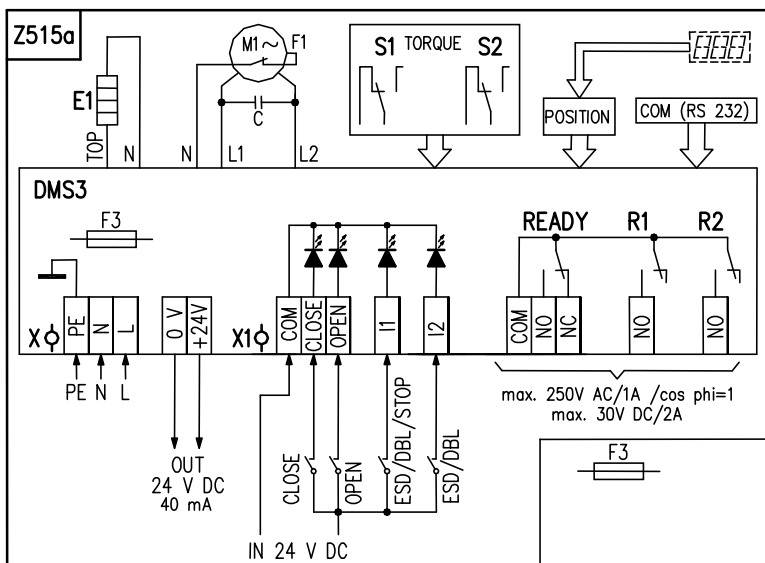 Z515a
M1~
F1
E1
C
TOP
N
N
L1
L2
S1 TORQUE S2
POSITION
COM (RS 232)
DMS3
F3
READY
R1
R2
X
PE
N
L
0 V
+24V
X1
COM
CLOSE
OPEN
I1
I2
COM
NO
NC
NO
NO
PE N L
max. 250V AC/1A /cos phi=1
max. 30V DC/2A
OUT
24 V DC
40 mA
CLOSE
OPEN
ESD/DBL/STOP
ESD/DBL
IN 24 V DC
F3